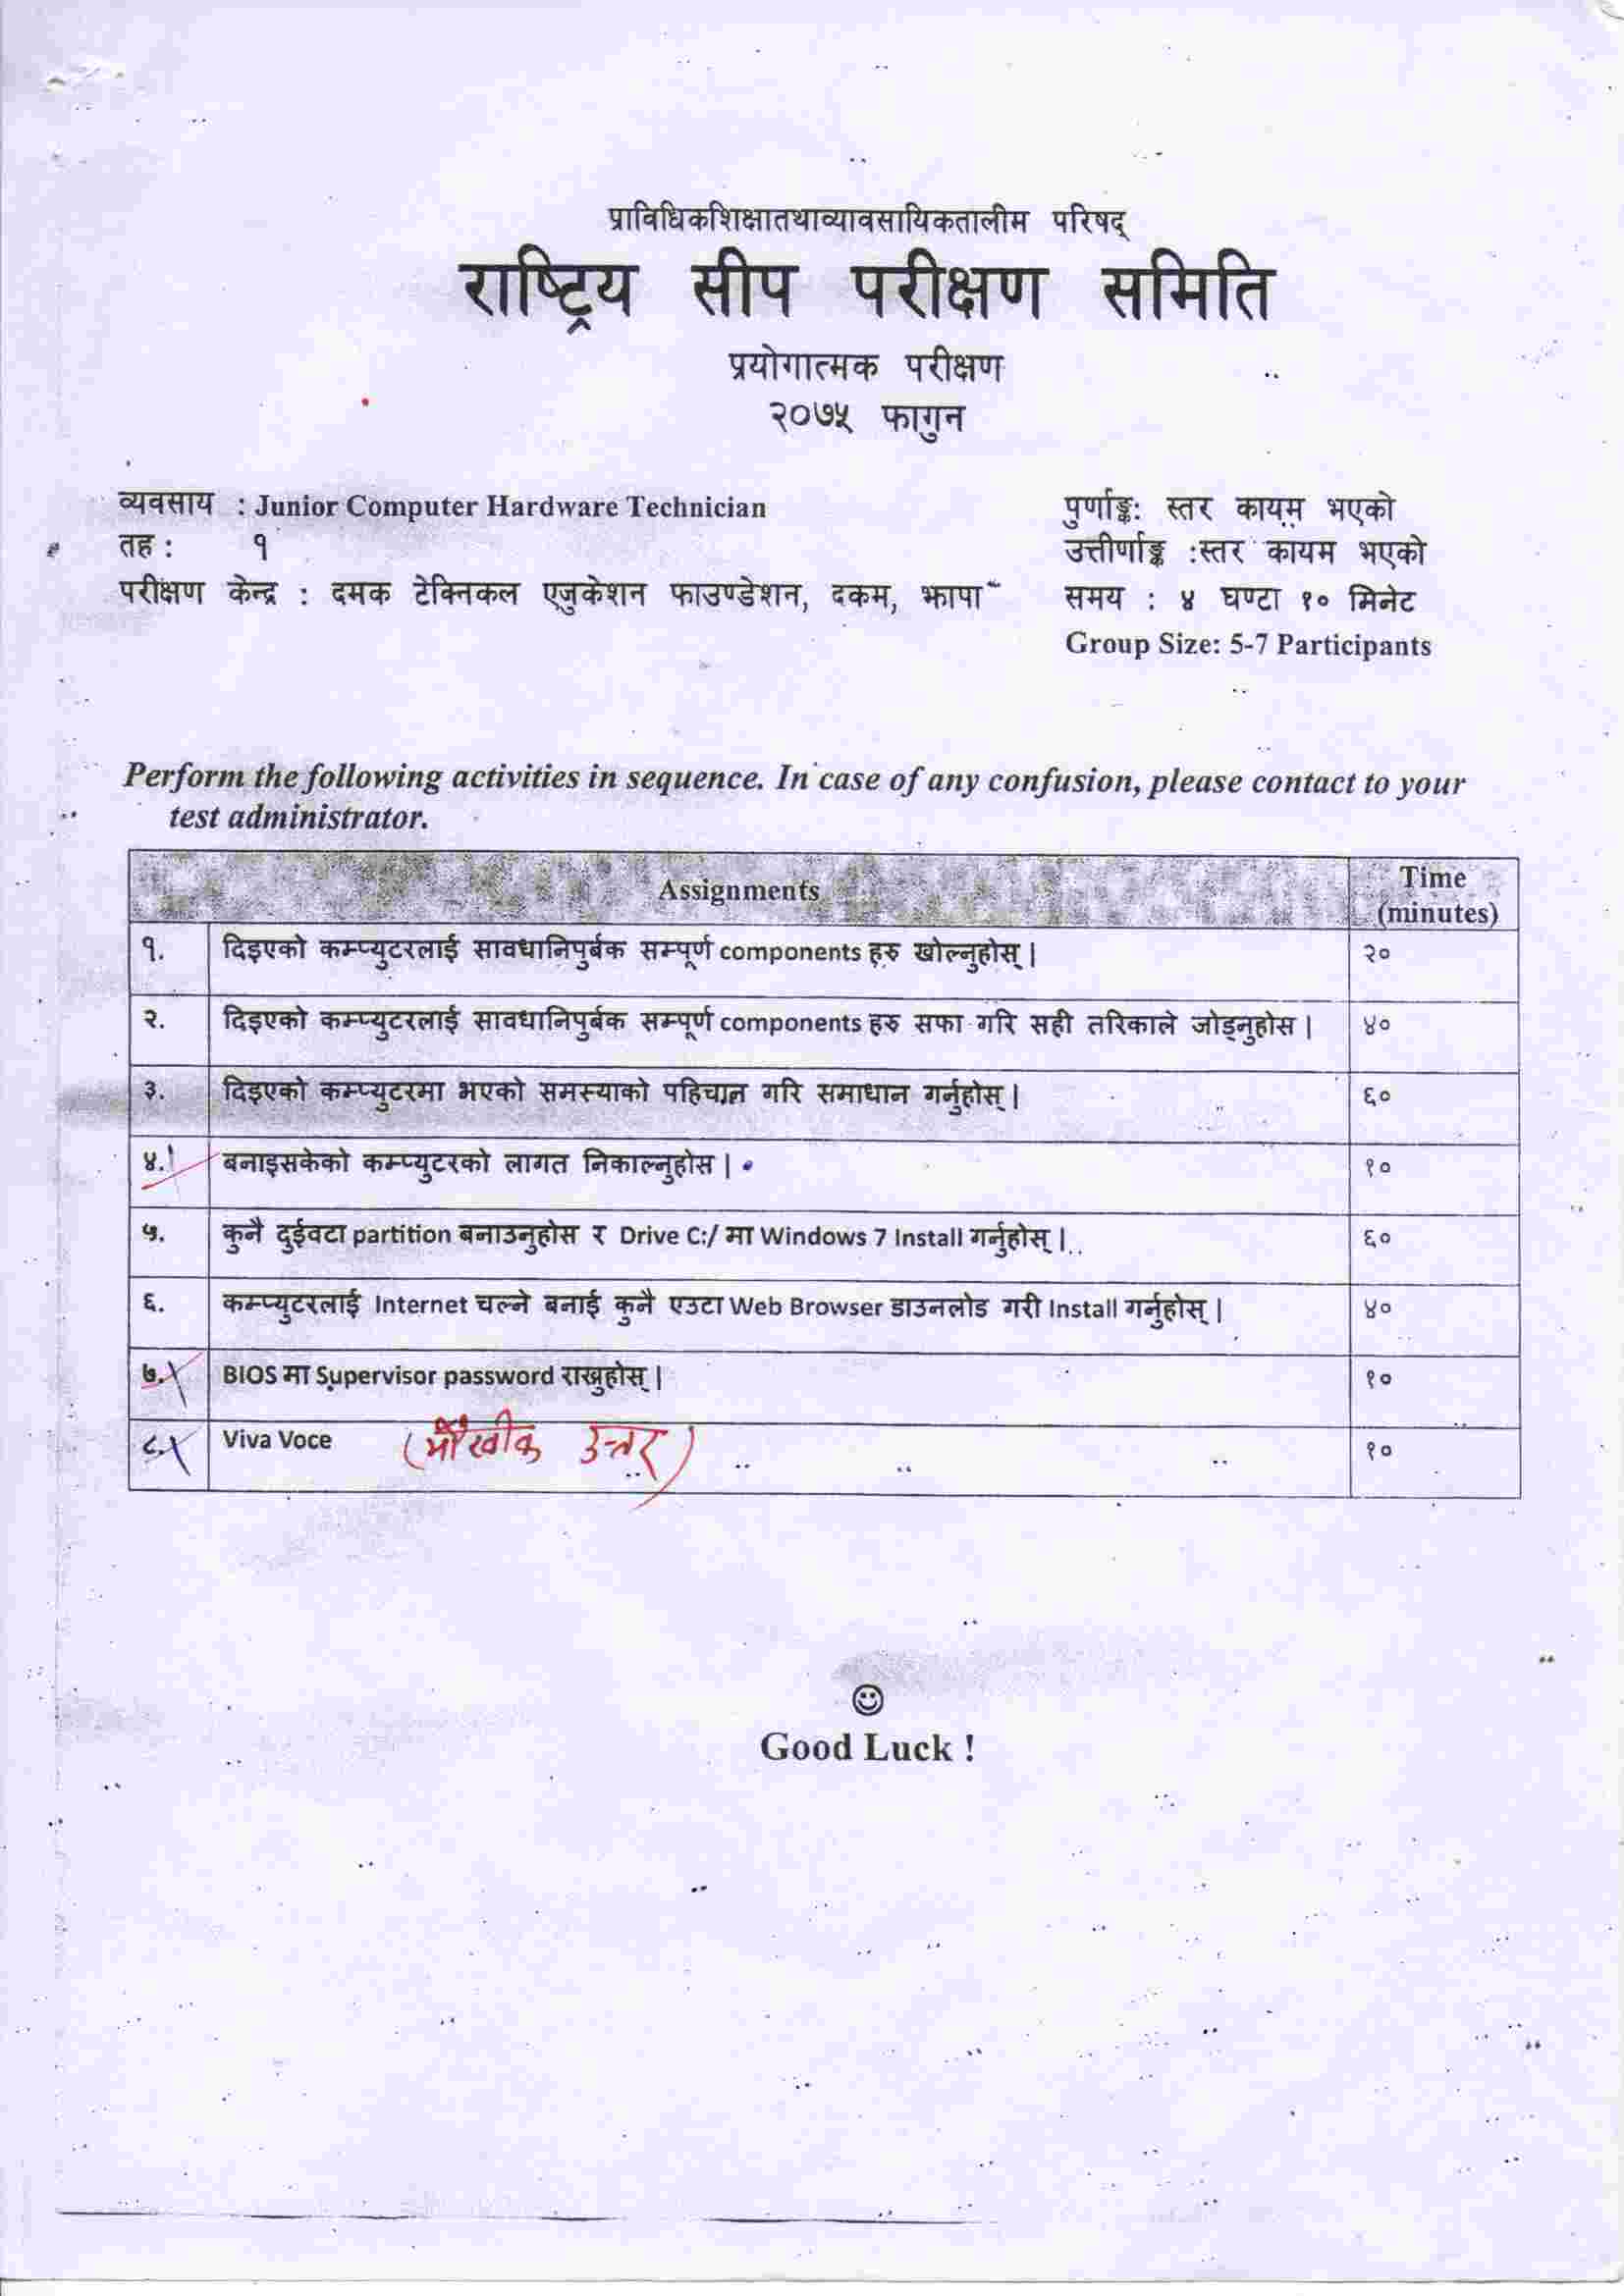 प्राविधिकशिक्षातथाव्यावसायिकतालीम परिषद्
राष्ट्रिय सीप परीक्षण समिति
प्रयोगात्मक परीक्षण
२०७५ फागुन
व्यवसाय : Junior Computer Hardware Technician
पुर्णाङ्कः स्तर कायम भएको
तह : १
उत्तीर्णाङ्क :स्तर कायम भएको
परीक्षण केन्द्र : दमक टेक्निकल एजुकेशन फाउण्डेशन, दकम, झापा
समय : ४ घण्टा १० मिनेट
Group Size: 5-7 Participants
Perform the following activities in sequence. In case of any confusion, please contact to your
test administrator.
Assignments Time
(minutes)
१. दिइएको कम्प्युटरलाई सावधानिपुर्बक सम्पूर्ण components हरु खोल्नुहोस् | २०
२. दिइएको कम्प्युटरलाई सावधानिपुर्बक सम्पूर्ण components हरु सफा गरि सही तरिकाले जोड्नुहोस | ४०
३. दिइएको कम्प्युटरमा भएको समस्याको पहिचान गरि समाधान गर्नुहोस् | ६०
४. बनाइसकेको कम्प्युटरको लागत निकाल्नुहोस | १०
५. कुनै दुईवटा partition बनाउनुहोस र Drive C:/ मा Windows 7 Install गर्नुहोस् | ६०
६. कम्प्युटरलाई Internet चल्ने बनाई कुनै एउटा Web Browser डाउनलोड गरी Install गर्नुहोस् | ४०
७. BIOS मा Supervisor password राखुहोस् | १०
८. Viva Voce (मौखीक उत्तर) १०
☺
Good Luck !